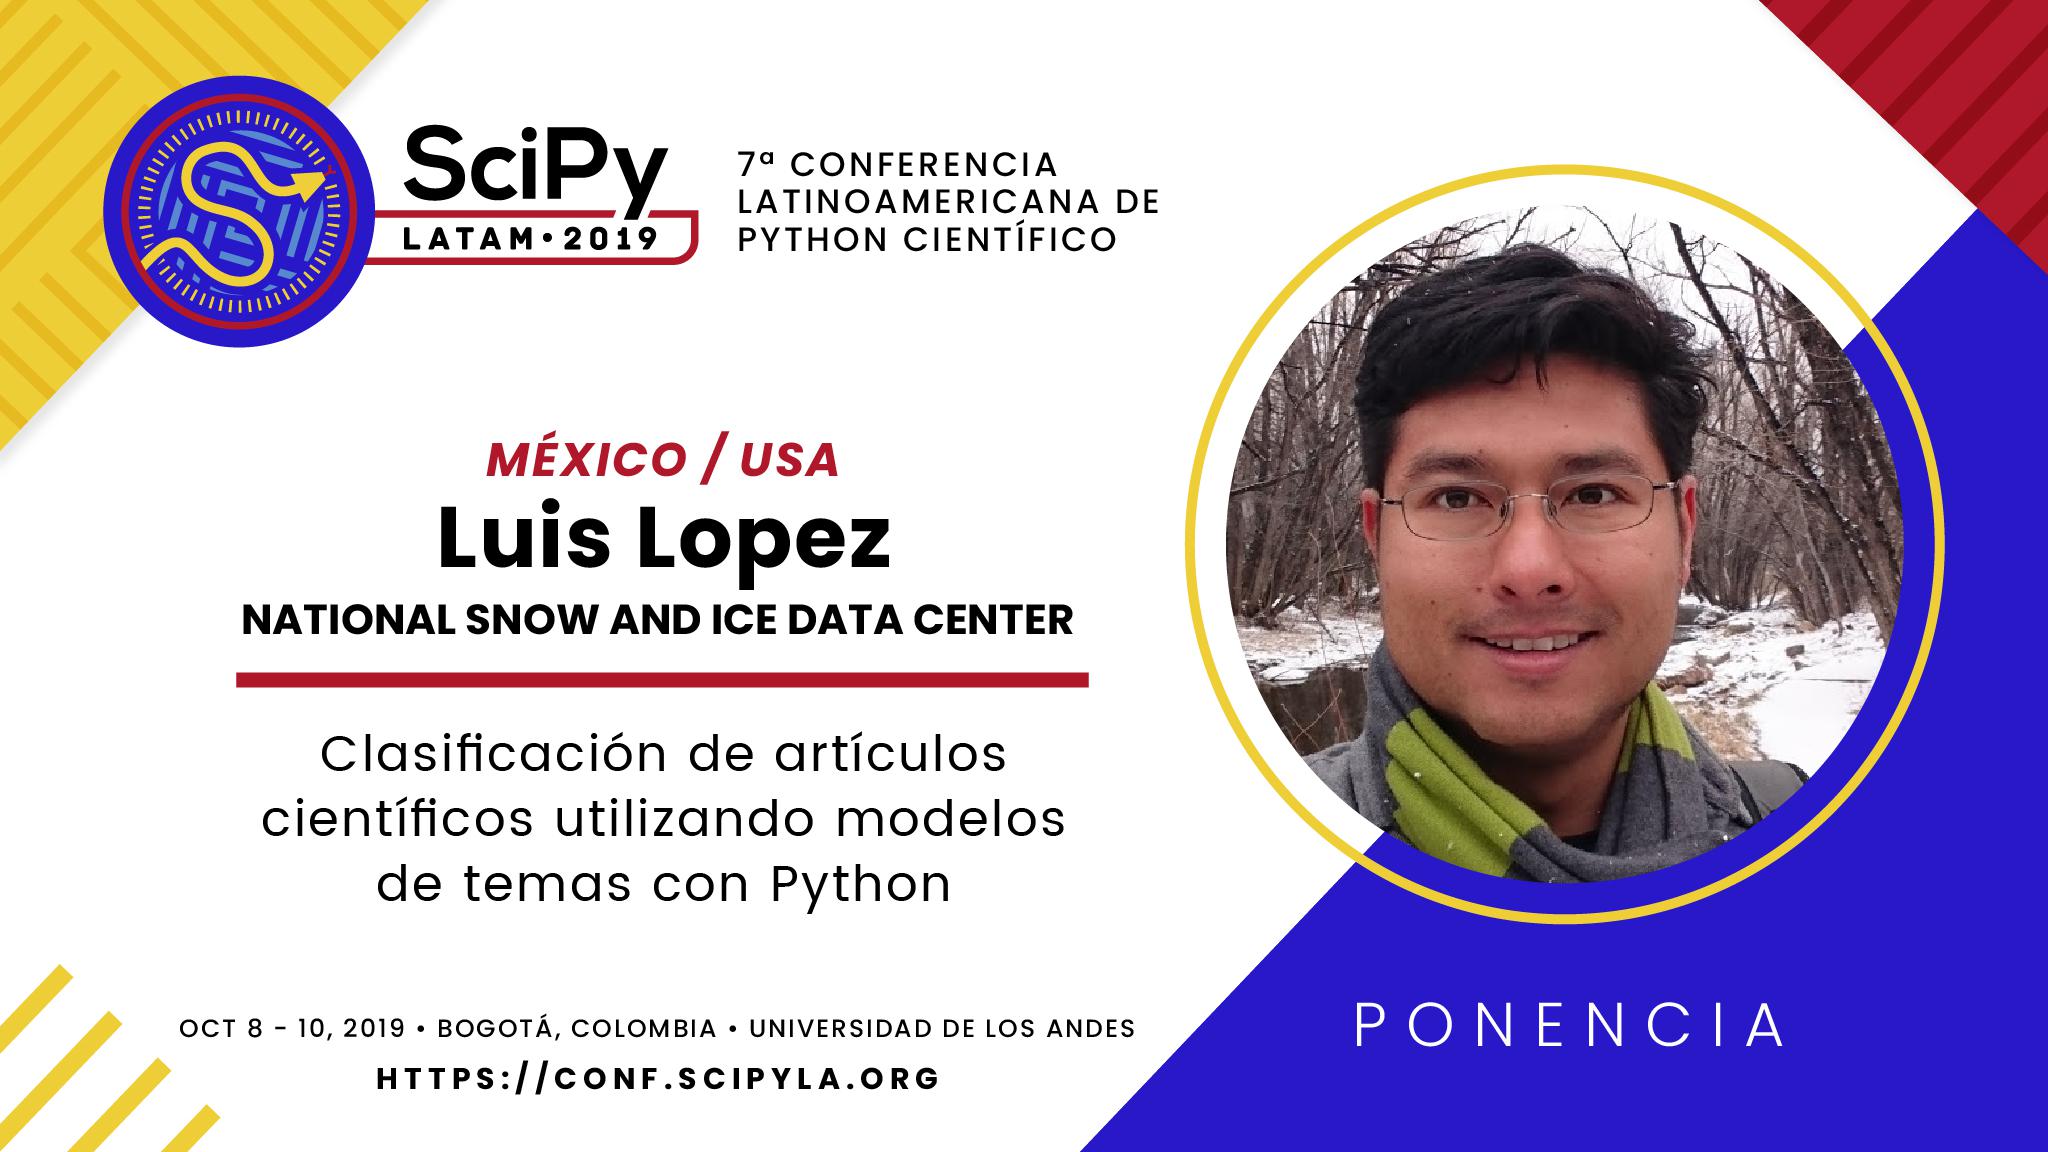 SciPy
LATAM • 2019
7ª CONFERENCIA
LATINOAMERICANA DE
PYTHON CIENTÍFICO
MÉXICO / USA
Luis Lopez
NATIONAL SNOW AND ICE DATA CENTER
Clasificación de artículos
científicos utilizando modelos
de temas con Python
OCT 8 - 10, 2019 • BOGOTÁ, COLOMBIA • UNIVERSIDAD DE LOS ANDES
HTTPS://CONF.SCIPYLA.ORG
PONENCIA